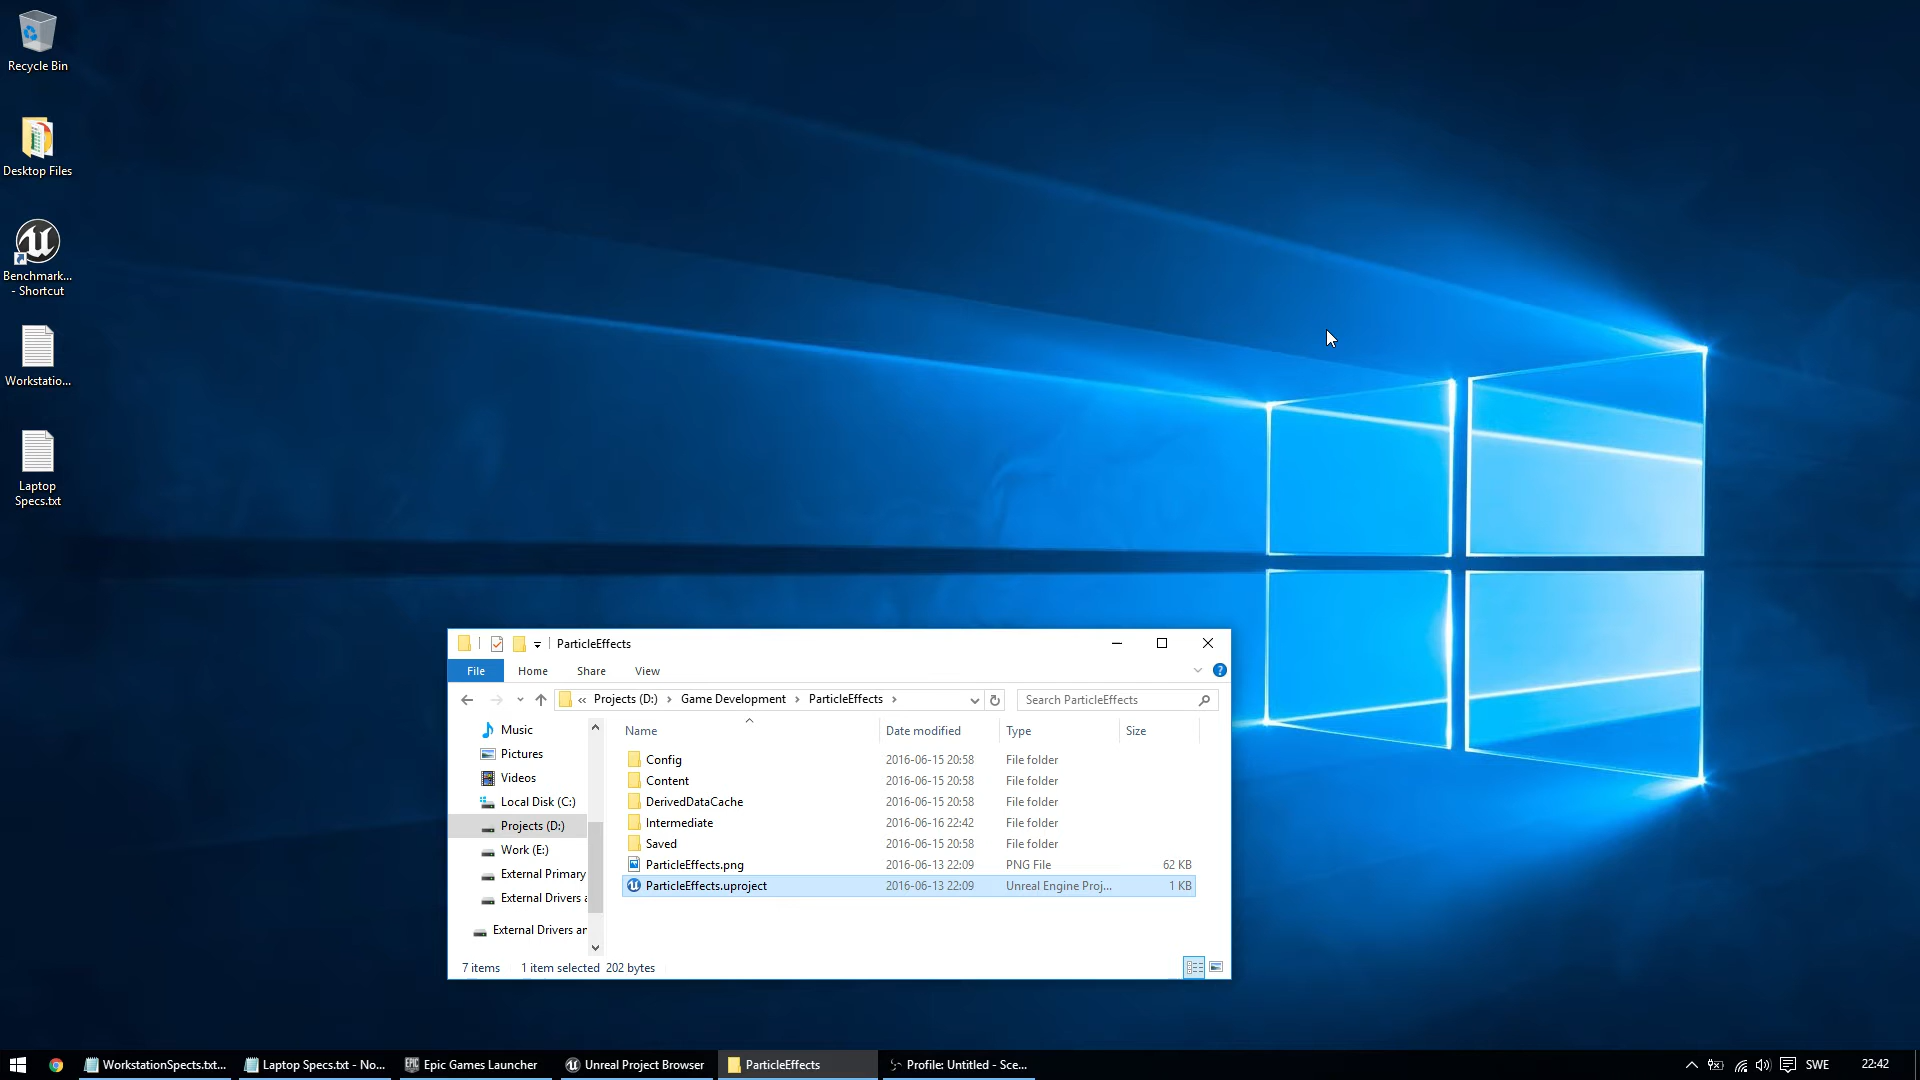 Recycle Bin
Desktop Files
Benchmark...
- Shortcut
Workstatio...
Laptop
Specs.txt
ParticleEffects
File Home Share View
« Projects (D:) Game Development ParticleEffects
Search ParticleEffects
Music
Pictures
Videos
Local Disk (C:)
Projects (D:)
Work (E:)
External Primary
External Drivers a
External Drivers an
Name Date modified Type Size
Config 2016-06-15 20:58 File folder
Content 2016-06-15 20:58 File folder
DerivedDataCache 2016-06-15 20:58 File folder
Intermediate 2016-06-16 22:42 File folder
Saved 2016-06-15 20:58 File folder
ParticleEffects.png 2016-06-13 22:09 PNG File 62 KB
ParticleEffects.uproject 2016-06-13 22:09 Unreal Engine Proj... 1 KB
7 items 1 item selected 202 bytes
WorkstationSpects.txt... Laptop Specs.txt - No... Epic Games Launcher Unreal Project Browser ParticleEffects Profile: Untitled - Sce... SWE 22:42